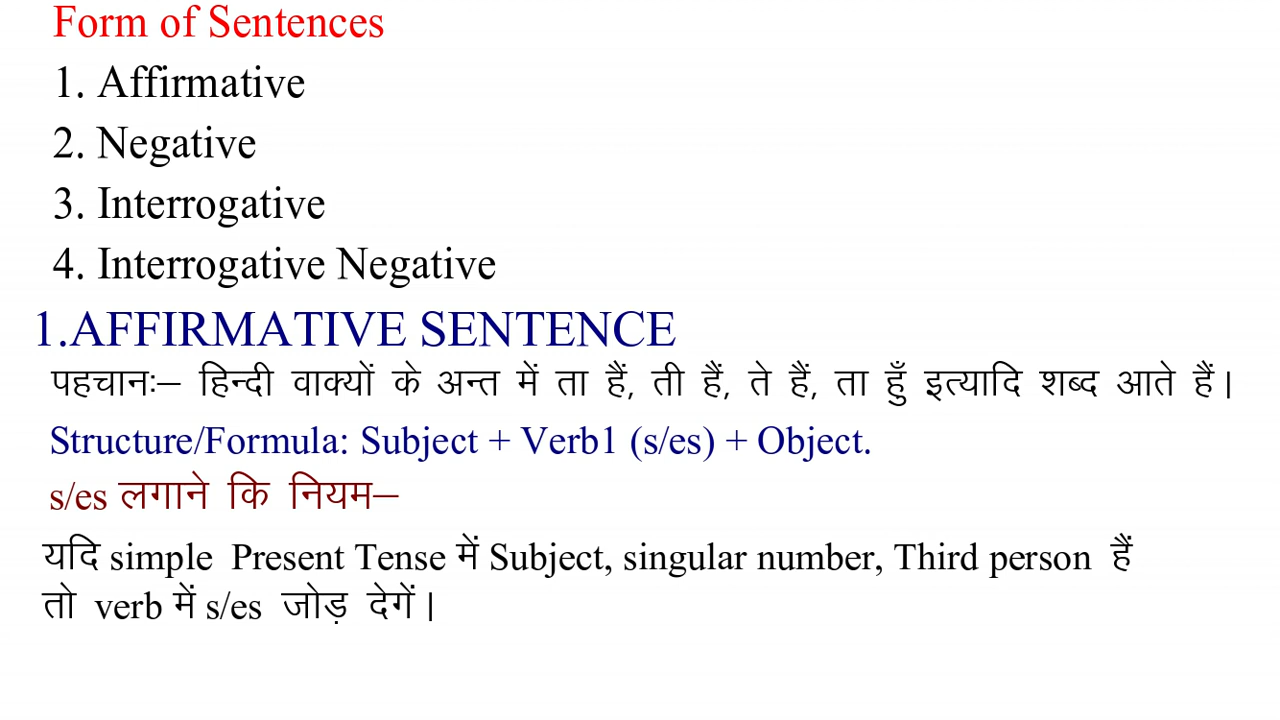 Form of Sentences
1. Affirmative
2. Negative
3. Interrogative
4. Interrogative Negative
1.AFFIRMATIVE SENTENCE
पहचानः– हिन्दी वाक्यों के अन्त में ता हैं, ती हैं, ते हैं, ता हुँ इत्यादि शब्द आते हैं।
Structure/Formula: Subject + Verb1 (s/es) + Object.
s/es लगाने कि नियम–
यदि simple Present Tense में Subject, singular number, Third person हैं
तो verb में s/es जोड़ देगें।